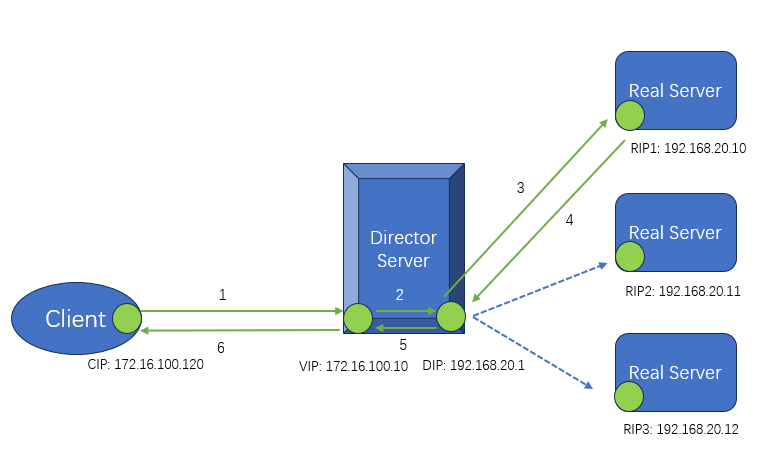 Real Server
RIP1: 192.168.20.10
3
4
Real Server
RIP2: 192.168.20.11
Director
Server
1
2
Client
5
6
CIP: 172.16.100.120
VIP: 172.16.100.10
DIP: 192.168.20.1
Real Server
RIP3: 192.168.20.12